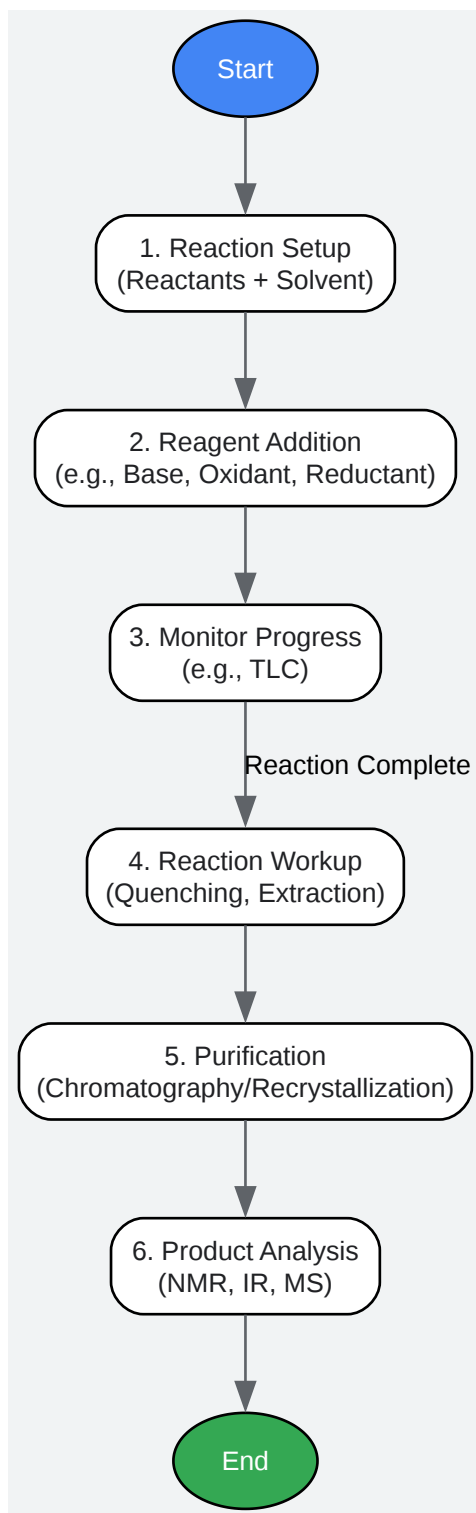 Start
1. Reaction Setup
(Reactants + Solvent)
2. Reagent Addition
(e.g., Base, Oxidant, Reductant)
3. Monitor Progress
(e.g., TLC)
Reaction Complete
4. Reaction Workup
(Quenching, Extraction)
5. Purification
(Chromatography/Recrystallization)
6. Product Analysis
(NMR, IR, MS)
End